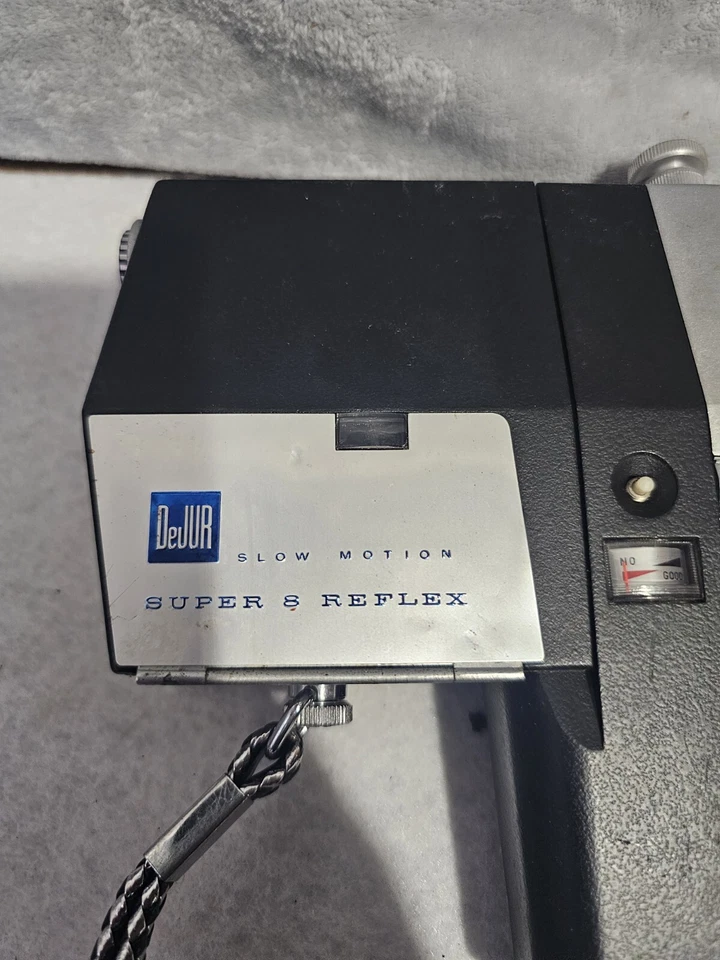 DeJUR
SLOW MOTION
SUPER 8 REFLEX
NO
GOOD